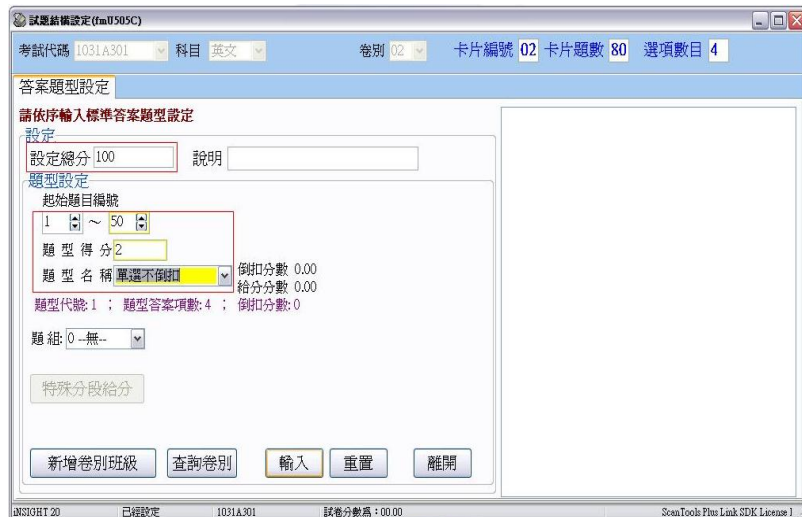 試題結構設定(fmU505C)
考試代碼 1031A301 科目 英文 卷別 02 卡片編號 02 卡片題數 80 選項數目 4
答案題型設定
請依序輸入標準答案題型設定
設定
設定總分 100 說明
題型設定
起始題目編號
1 ～ 50
題型得分 2
題型名稱 單選不倒扣 倒扣分數 0.00
給分分數 0.00
題型代號:1 ； 題型答案項數:4 ； 倒扣分數:0
題組: 0 --無--
特殊分段給分
新增卷別班級 查詢卷別 輸入 重置 離開
iNSIGHT 20 已經設定 1031A301 試卷分數為：00.00 ScanTools Plus Link SDK License I